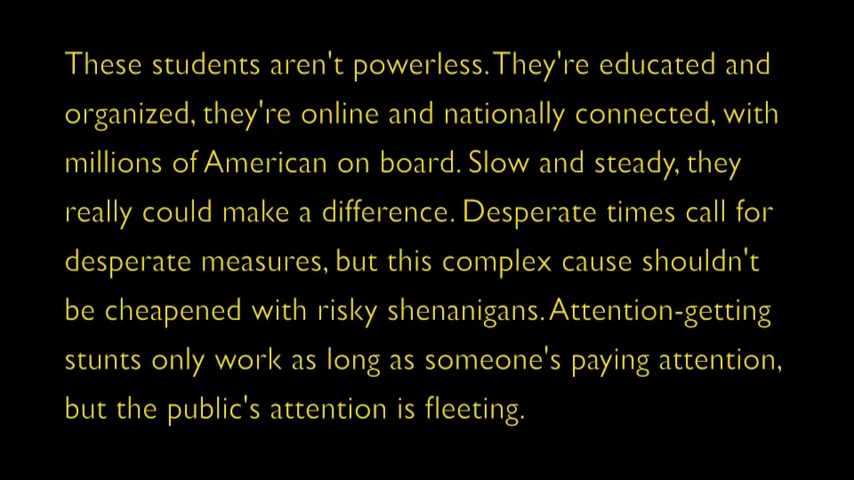 These students aren't powerless. They're educated and
organized, they're online and nationally connected, with
millions of American on board. Slow and steady, they
really could make a difference. Desperate times call for
desperate measures, but this complex cause shouldn't
be cheapened with risky shenanigans. Attention-getting
stunts only work as long as someone's paying attention,
but the public's attention is fleeting.